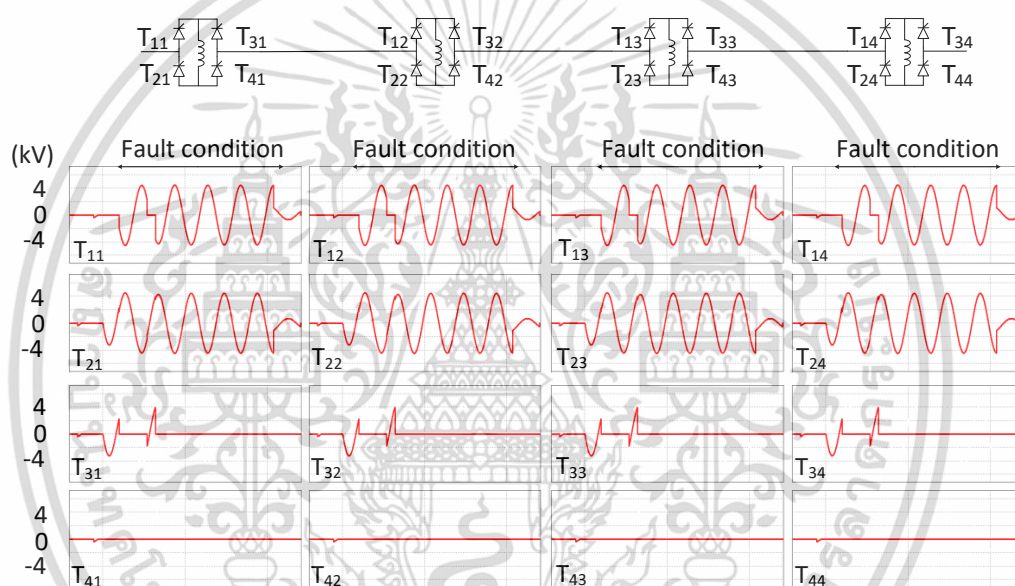 T11 T31 T12 T32 T13 T33 T14 T34
T21 T41 T22 T42 T23 T43 T24 T44
(kV) Fault condition Fault condition Fault condition Fault condition
4
0
-4
T11 T12 T13 T14
4
0
-4
T21 T22 T23 T24
4
0
-4
T31 T32 T33 T34
4
0
-4
T41 T42 T43 T44